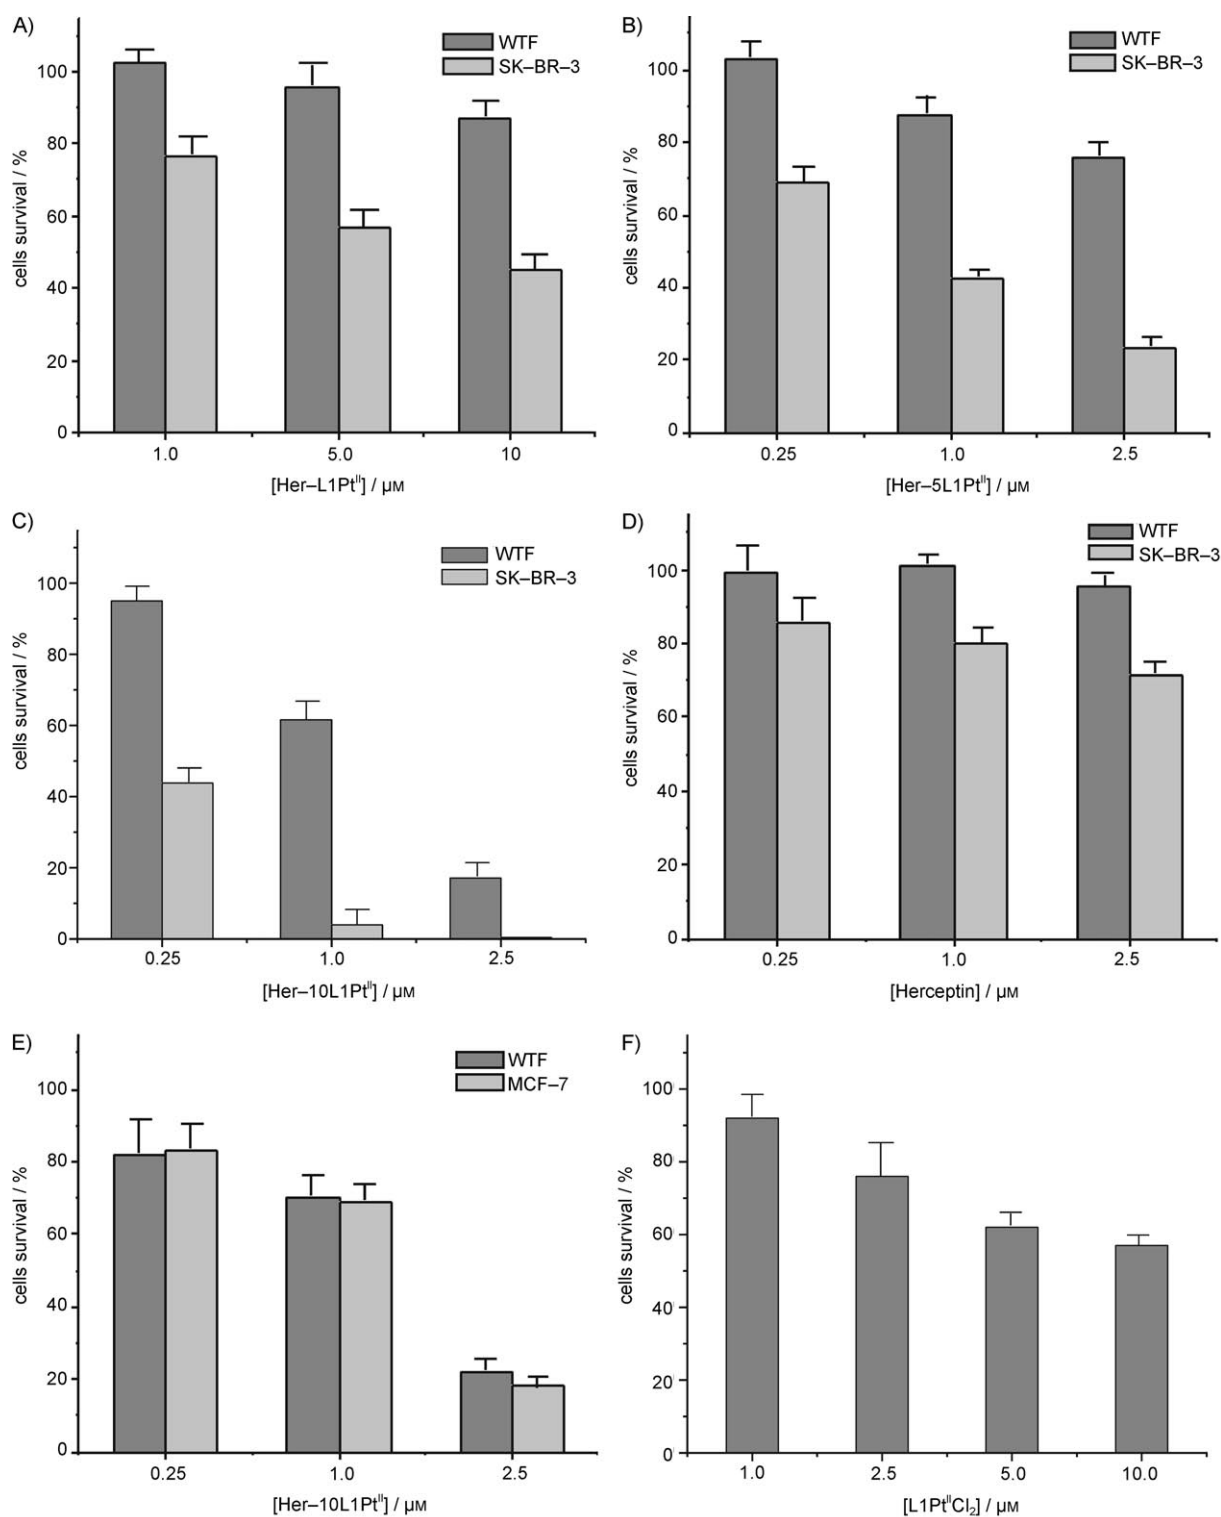 A)
WTF
SK–BR–3
cells survival / %
100
80
60
40
20
0
1.0 5.0 10
[Her–L1Ptᴵᴵ] / μM
B)
WTF
SK–BR–3
cells survival / %
100
80
60
40
20
0
0.25 1.0 2.5
[Her–5L1Ptᴵᴵ] / μM
C)
WTF
SK–BR–3
cells survival / %
100
80
60
40
20
0
0.25 1.0 2.5
[Her–10L1Ptᴵᴵ] / μM
D)
WTF
SK–BR–3
cells survival / %
100
80
60
40
20
0
0.25 1.0 2.5
[Herceptin] / μM
E)
WTF
MCF–7
cells survival / %
100
80
60
40
20
0
0.25 1.0 2.5
[Her–10L1Ptᴵᴵ] / μM
F)
cells survival / %
100
80
60
40
20
0
1.0 2.5 5.0 10.0
[L1PtᴵᴵCl₂] / μM